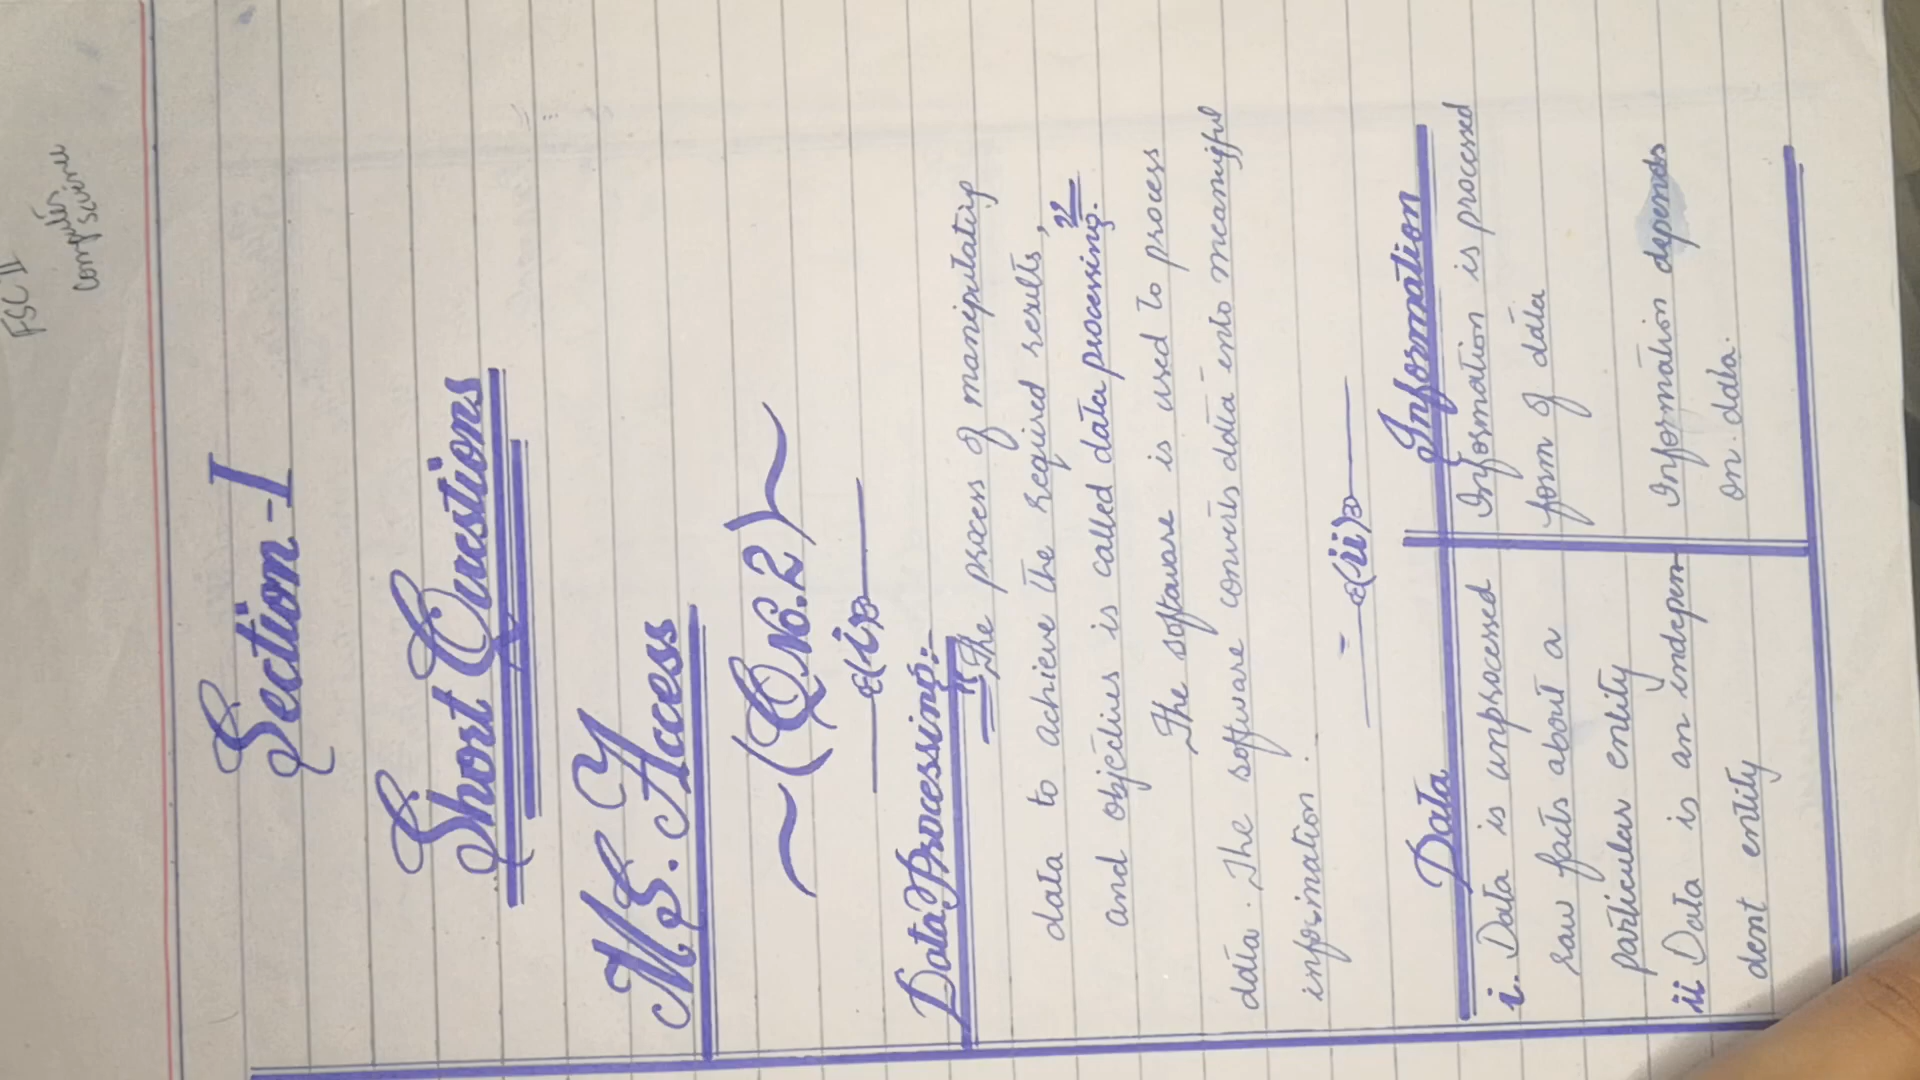 FSC II
Computer
Science
Section-I
Short Questions
M.S. Access
(Q No. 2)
(i)
Data Processing:-
"The process of manipulating
data to achieve the required results,
and objectives is called data processing."
The software is used to process
data. The software converts data into meaningful
information.
(ii)
Data Information
i. Data is unprocessed Information is processed
raw facts about a form of data
particular entity
ii Data is an indepen- Information depends
dent entity on data.